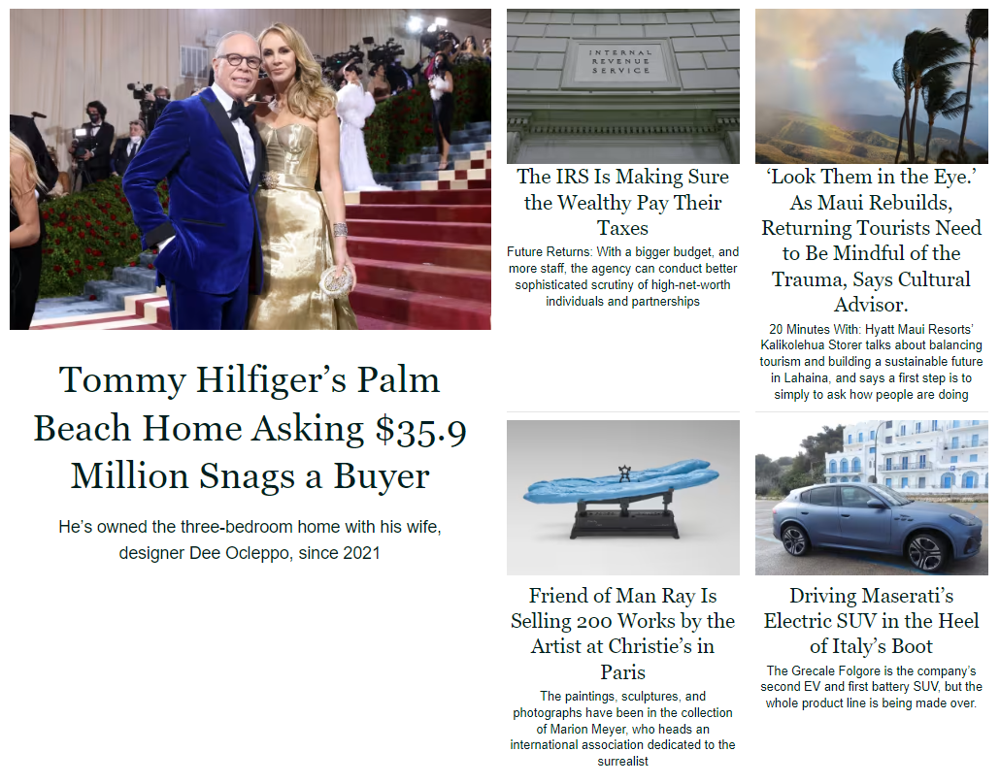 Tommy Hilfiger’s Palm
Beach Home Asking $35.9
Million Snags a Buyer
He’s owned the three-bedroom home with his wife,
designer Dee Ocleppo, since 2021
INTERNAL
REVENUE
SERVICE
The IRS Is Making Sure
the Wealthy Pay Their
Taxes
Future Returns: With a bigger budget, and
more staff, the agency can conduct better
sophisticated scrutiny of high-net-worth
individuals and partnerships
‘Look Them in the Eye.’
As Maui Rebuilds,
Returning Tourists Need
to Be Mindful of the
Trauma, Says Cultural
Advisor.
20 Minutes With: Hyatt Maui Resorts’
Kalikolehua Storer talks about balancing
tourism and building a sustainable future
in Lahaina, and says a first step is to
simply to ask how people are doing
Friend of Man Ray Is
Selling 200 Works by the
Artist at Christie’s in
Paris
The paintings, sculptures, and
photographs have been in the collection
of Marion Meyer, who heads an
international association dedicated to the
surrealist
Driving Maserati’s
Electric SUV in the Heel
of Italy’s Boot
The Grecale Folgore is the company’s
second EV and first battery SUV, but the
whole product line is being made over.